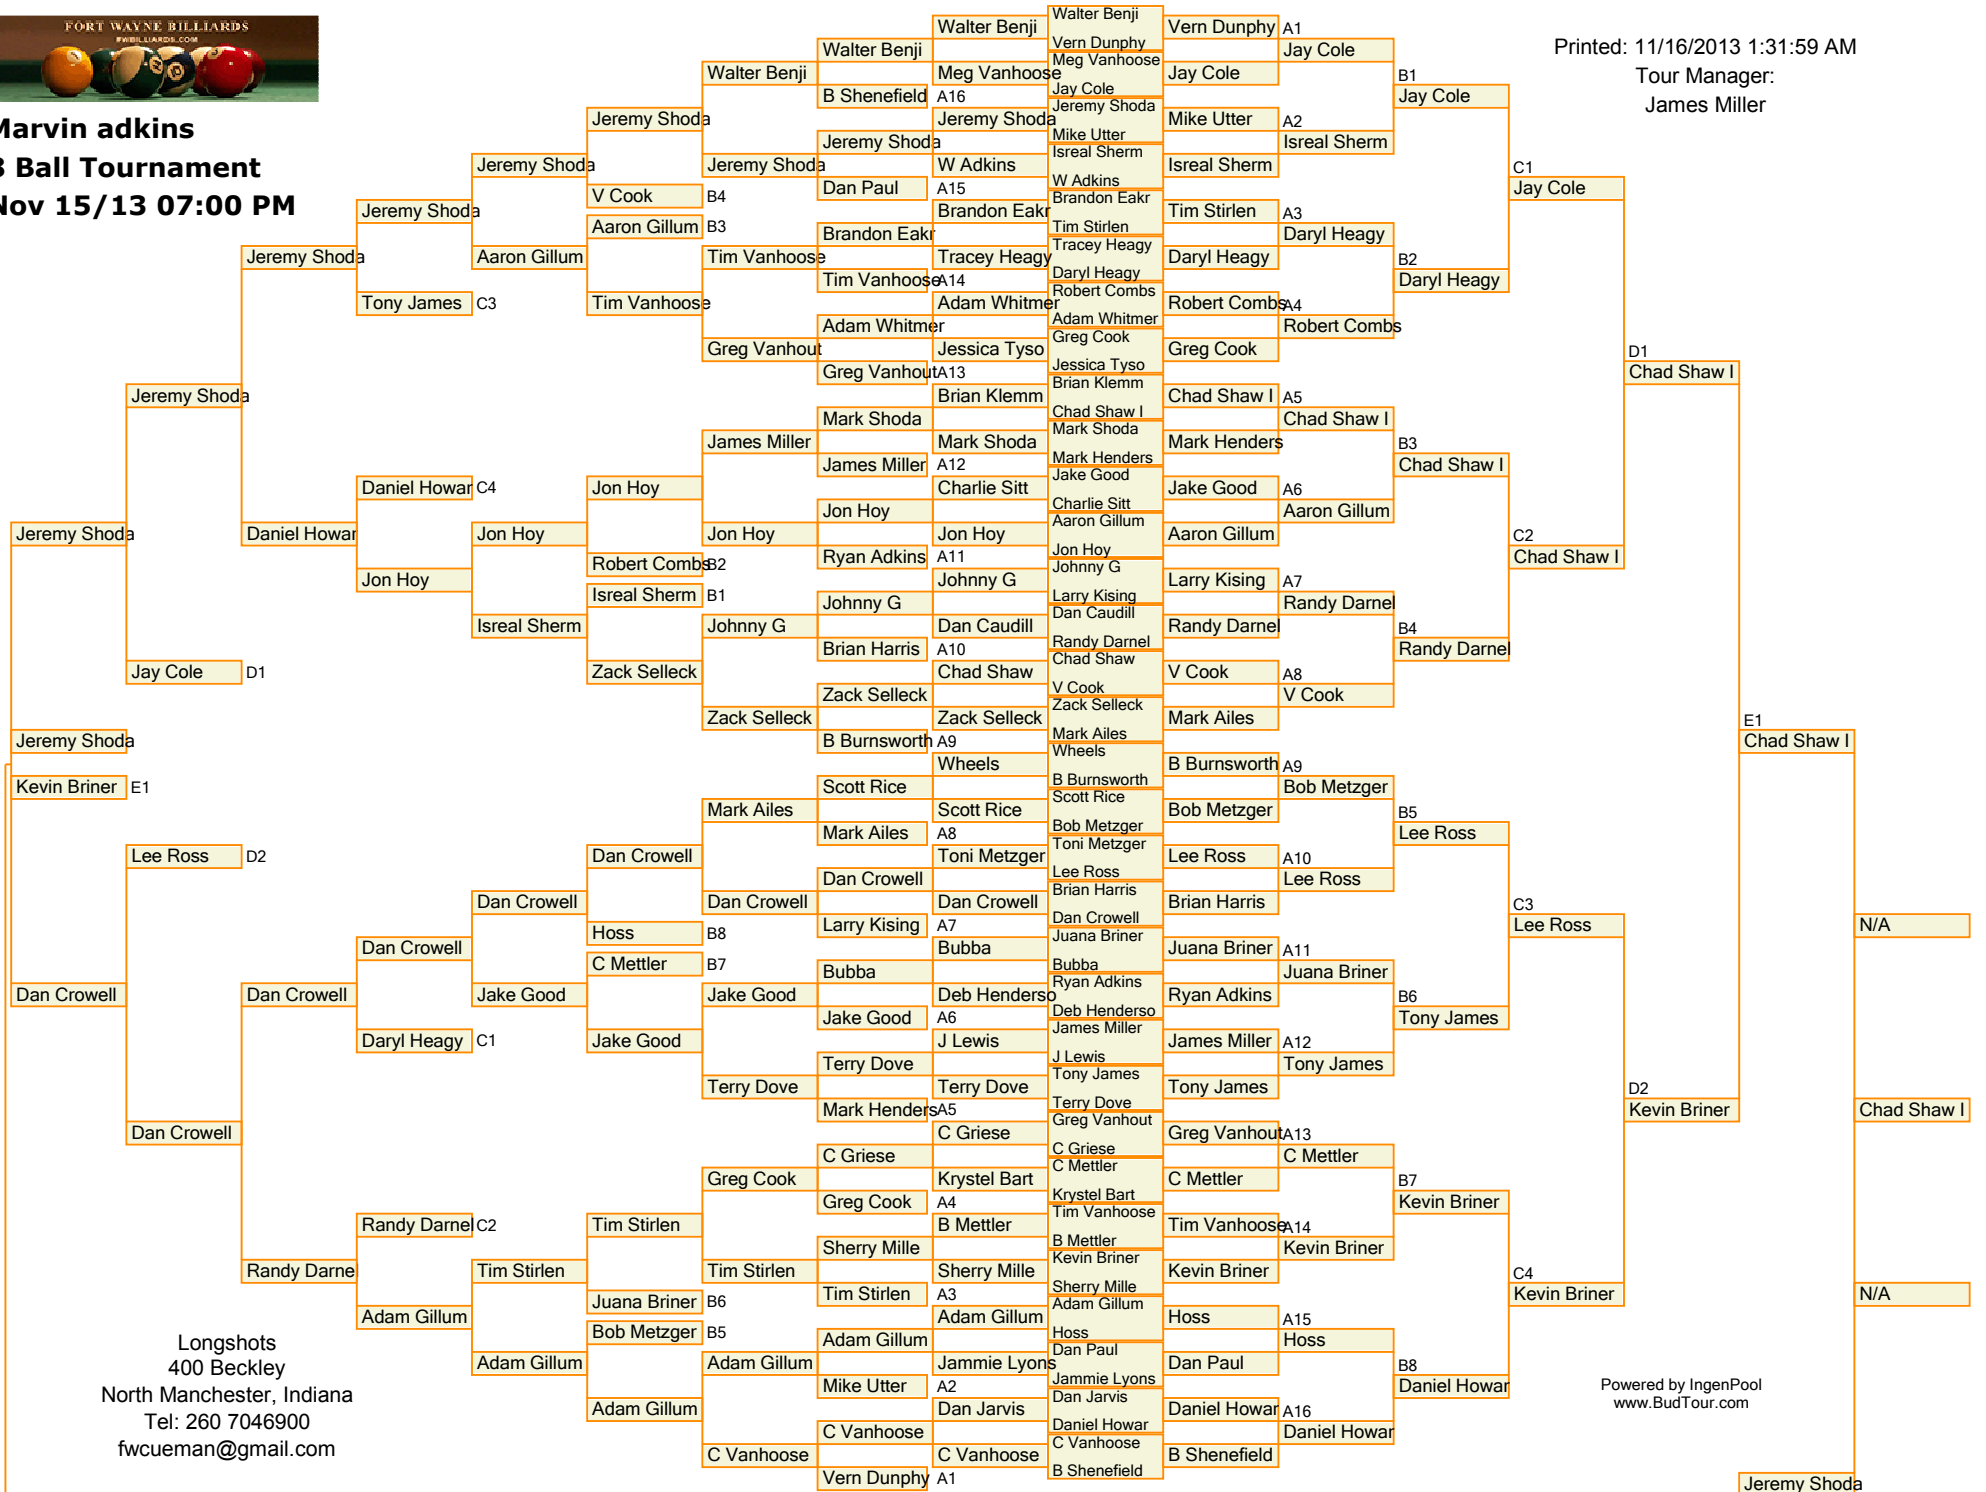 FORT WAYNE BILLIARDS
FWBILLIARDS.COM
Marvin adkins
8 Ball Tournament
Nov 15/13 07:00 PM
Printed: 11/16/2013 1:31:59 AM
Tour Manager:
James Miller
Jeremy Shoda
Jeremy Shoda
Kevin Briner E1
Dan Crowell
Jeremy Shoda
Jay Cole D1
Lee Ross D2
Dan Crowell
Jeremy Shoda
Daniel Howar
Dan Crowell
Randy Darnel
Jeremy Shoda
Tony James C3
Daniel Howar C4
Jon Hoy
Dan Crowell
Daryl Heagy C1
Randy Darnel C2
Adam Gillum
Jeremy Shoda
Aaron Gillum
Jon Hoy
Isreal Sherm
Dan Crowell
Jake Good
Tim Stirlen
Adam Gillum
Jeremy Shoda
V Cook B4
Aaron Gillum B3
Tim Vanhoose
Jon Hoy
Robert Combs B2
Isreal Sherm B1
Zack Selleck
Dan Crowell
Hoss B8
C Mettler B7
Jake Good
Tim Stirlen
Juana Briner B6
Bob Metzger B5
Adam Gillum
Walter Benji
Jeremy Shoda
Tim Vanhoose
Greg Vanhout
James Miller
Jon Hoy
Johnny G
Zack Selleck
Mark Ailes
Dan Crowell
Jake Good
Terry Dove
Greg Cook
Tim Stirlen
Adam Gillum
C Vanhoose
Walter Benji
B Shenefield A16
Jeremy Shoda
Dan Paul A15
Brandon Eakr
Tim Vanhoose A14
Adam Whitmer
Greg Vanhout A13
Mark Shoda
James Miller A12
Jon Hoy
Ryan Adkins A11
Johnny G
Brian Harris A10
Zack Selleck
B Burnsworth A9
Scott Rice
Mark Ailes A8
Dan Crowell
Larry Kising A7
Bubba
Jake Good A6
Terry Dove
Mark Henders A5
C Griese
Greg Cook A4
Sherry Mille
Tim Stirlen A3
Adam Gillum
Mike Utter A2
C Vanhoose
Vern Dunphy A1
Walter Benji
Meg Vanhoose
Jeremy Shoda
W Adkins
Brandon Eakr
Tracey Heagy
Adam Whitmer
Jessica Tyso
Brian Klemm
Mark Shoda
Charlie Sitt
Jon Hoy
Johnny G
Dan Caudill
Chad Shaw
Zack Selleck
Wheels
Scott Rice
Toni Metzger
Dan Crowell
Bubba
Deb Henderso
J Lewis
Terry Dove
C Griese
Krystel Bart
B Mettler
Sherry Mille
Adam Gillum
Jammie Lyons
Dan Jarvis
C Vanhoose
Walter Benji
Vern Dunphy
Meg Vanhoose
Jay Cole
Jeremy Shoda
Mike Utter
Isreal Sherm
W Adkins
Brandon Eakr
Tim Stirlen
Tracey Heagy
Daryl Heagy
Robert Combs
Adam Whitmer
Greg Cook
Jessica Tyso
Brian Klemm
Chad Shaw I
Mark Shoda
Mark Henders
Jake Good
Charlie Sitt
Aaron Gillum
Jon Hoy
Johnny G
Larry Kising
Dan Caudill
Randy Darnel
Chad Shaw
V Cook
Zack Selleck
Mark Ailes
Wheels
B Burnsworth
Scott Rice
Bob Metzger
Toni Metzger
Lee Ross
Brian Harris
Dan Crowell
Juana Briner
Bubba
Ryan Adkins
Deb Henderso
James Miller
J Lewis
Tony James
Terry Dove
Greg Vanhout
C Griese
C Mettler
Krystel Bart
Tim Vanhoose
B Mettler
Kevin Briner
Sherry Mille
Adam Gillum
Hoss
Dan Paul
Jammie Lyons
Dan Jarvis
Daniel Howar
C Vanhoose
B Shenefield
Vern Dunphy A1
Jay Cole
Mike Utter A2
Isreal Sherm
Tim Stirlen A3
Daryl Heagy
Robert Combs A4
Greg Cook
Chad Shaw I A5
Mark Henders
Jake Good A6
Aaron Gillum
Larry Kising A7
Randy Darnel
V Cook A8
Mark Ailes
B Burnsworth A9
Bob Metzger
Lee Ross A10
Brian Harris
Juana Briner A11
Ryan Adkins
James Miller A12
Tony James
Greg Vanhout A13
C Mettler
Tim Vanhoose A14
Kevin Briner
Hoss A15
Dan Paul
Daniel Howar A16
B Shenefield
Jay Cole
Isreal Sherm
Daryl Heagy
Robert Combs
Chad Shaw I
Aaron Gillum
Randy Darnel
V Cook
Bob Metzger
Lee Ross
Juana Briner
Tony James
C Mettler
Kevin Briner
Hoss
Daniel Howar
B1
Jay Cole
B2
Daryl Heagy
B3
Chad Shaw I
B4
Randy Darnel
B5
Lee Ross
B6
Tony James
B7
Kevin Briner
B8
Daniel Howar
C1
Jay Cole
C2
Chad Shaw I
C3
Lee Ross
C4
Kevin Briner
D1
Chad Shaw I
D2
Kevin Briner
E1
Chad Shaw I
Jeremy Shoda
N/A
Chad Shaw I
N/A
Longshots
400 Beckley
North Manchester, Indiana
Tel: 260 7046900
fwcueman@gmail.com
Powered by IngenPool
www.BudTour.com